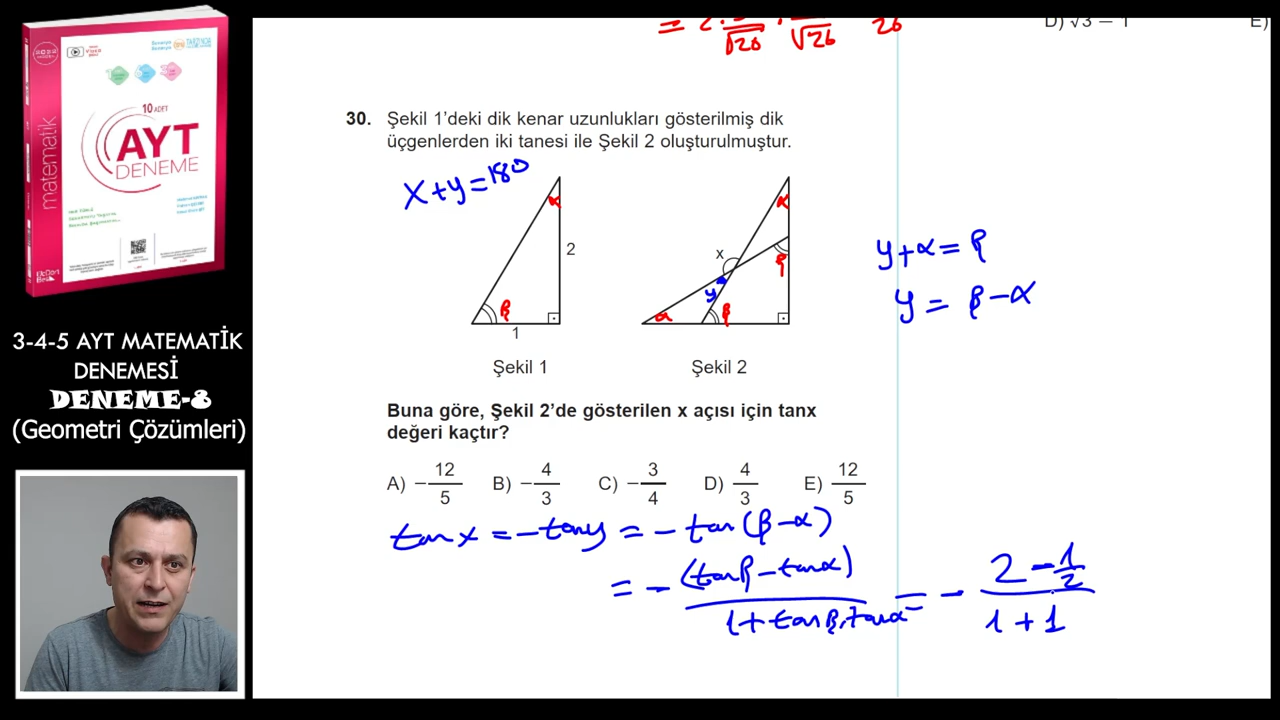 matematik
10 ADET
AYT
DENEME
3-4-5 AYT MATEMATİK
DENEMESİ
DENEME-8
(Geometri Çözümleri)
√26 √26 26
D) √3 − 1 E)
30. Şekil 1’deki dik kenar uzunlukları gösterilmiş dik
üçgenlerden iki tanesi ile Şekil 2 oluşturulmuştur.
x+y=180
α α
2
x
β
y
β α β
1
Şekil 1 Şekil 2
y+α=β
y = β−α
Buna göre, Şekil 2’de gösterilen x açısı için tanx
değeri kaçtır?
A) −12/5 B) −4/3 C) −3/4 D) 4/3 E) 12/5
tanx = −tany = −tan(β−α)
= − (tanβ−tanα)/(1+tanβ.tanα) = − (2−1/2)/(1+1)